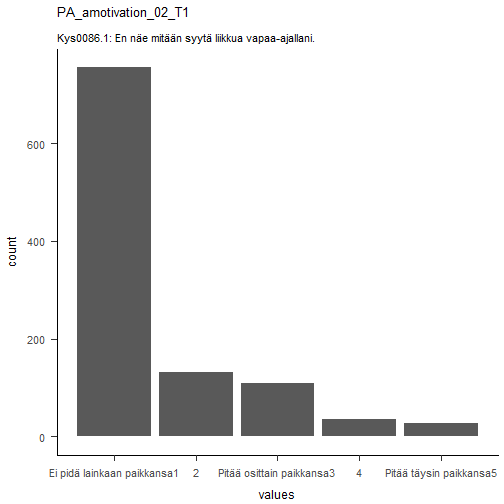 PA_amotivation_02_T1
Kys0086.1: En näe mitään syytä liikkua vapaa-ajallani.
600
400
200
0
count
Ei pidä lainkaan paikkansa1
2
Pitää osittain paikkansa3
4
Pitää täysin paikkansa5
values